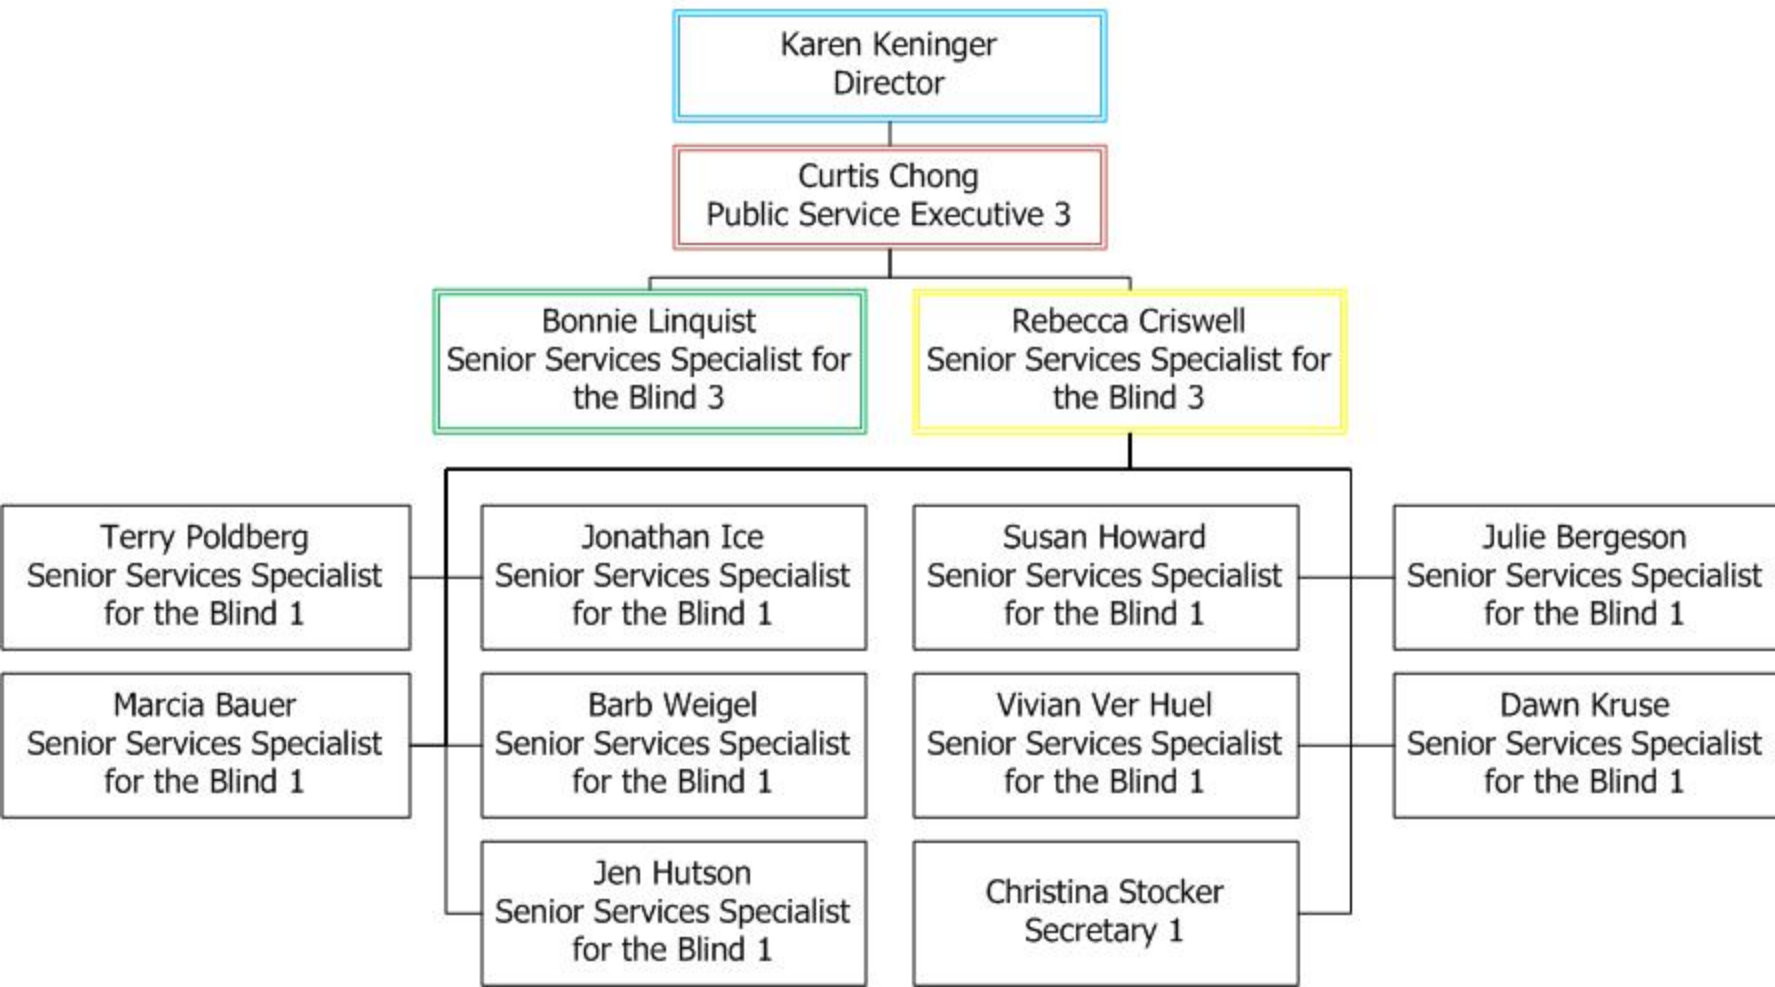 Karen Keninger
Director
Curtis Chong
Public Service Executive 3
Bonnie Linquist
Senior Services Specialist for
the Blind 3
Rebecca Criswell
Senior Services Specialist for
the Blind 3
Terry Poldberg
Senior Services Specialist
for the Blind 1
Jonathan Ice
Senior Services Specialist
for the Blind 1
Susan Howard
Senior Services Specialist
for the Blind 1
Julie Bergeson
Senior Services Specialist
for the Blind 1
Marcia Bauer
Senior Services Specialist
for the Blind 1
Barb Weigel
Senior Services Specialist
for the Blind 1
Vivian Ver Huel
Senior Services Specialist
for the Blind 1
Dawn Kruse
Senior Services Specialist
for the Blind 1
Jen Hutson
Senior Services Specialist
for the Blind 1
Christina Stocker
Secretary 1